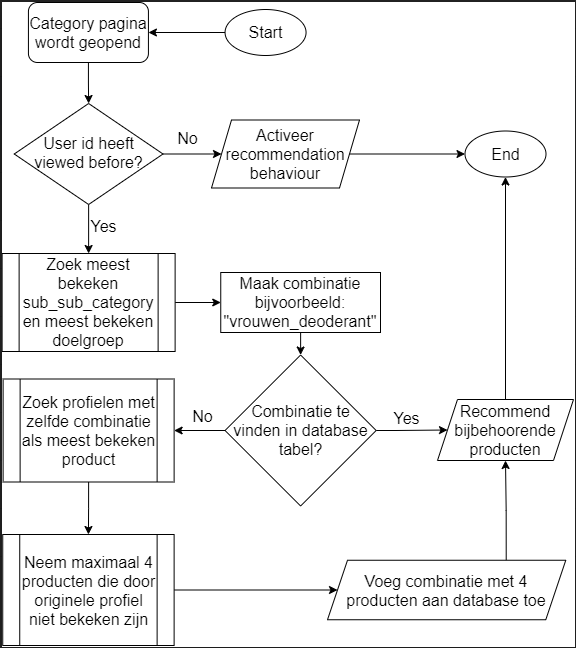 Category pagina
wordt geopend
Start
User id heeft
viewed before?
No
Activeer
recommendation
behaviour
End
Yes
Zoek meest
bekeken
sub_sub_category
en meest bekeken
doelgroep
Maak combinatie
bijvoorbeeld:
"vrouwen_deoderant"
Zoek profielen met
zelfde combinatie
als meest bekeken
product
No
Combinatie te
vinden in database
tabel?
Yes
Recommend
bijbehoorende
producten
Neem maximaal 4
producten die door
originele profiel
niet bekeken zijn
Voeg combinatie met 4
producten aan database toe